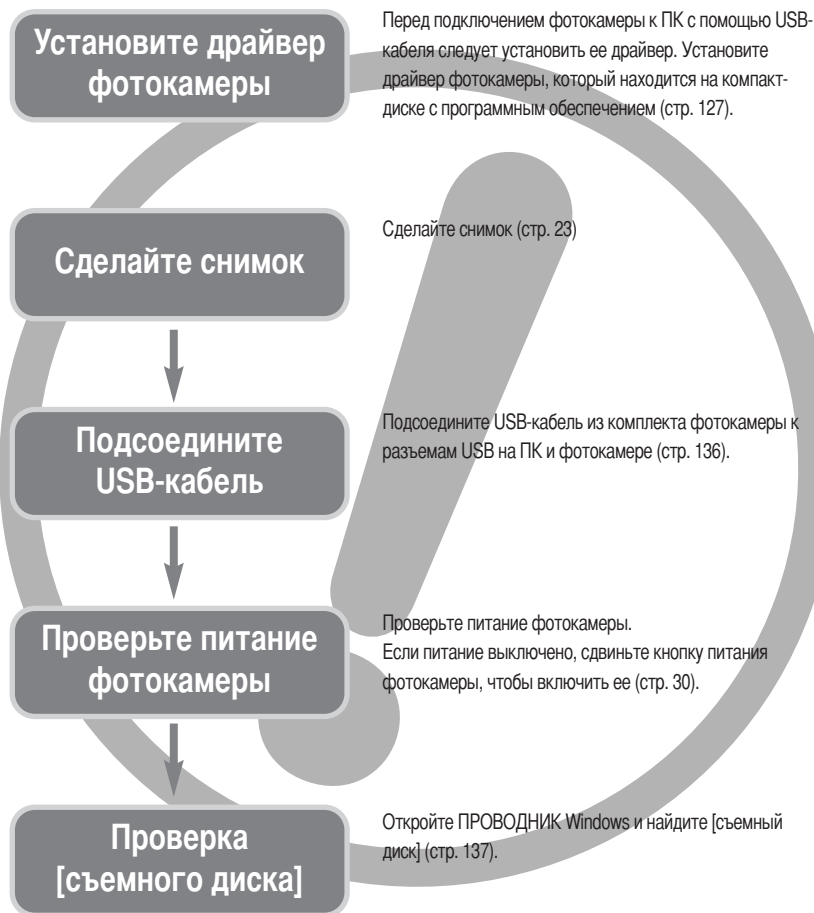 Установите драйвер
фотокамеры
Перед подключением фотокамеры к ПК с помощью USB-
кабеля следует установить ее драйвер. Установите
драйвер фотокамеры, который находится на компакт-
диске с программным обеспечением (стр. 127).
Сделайте снимок
Сделайте снимок (стр. 23)
Подсоедините
USB-кабель
Подсоедините USB-кабель из комплекта фотокамеры к
разъемам USB на ПК и фотокамере (стр. 136).
Проверьте питание
фотокамеры
Проверьте питание фотокамеры.
Если питание выключено, сдвиньте кнопку питания
фотокамеры, чтобы включить ее (стр. 30).
Проверка
[съемного диска]
Откройте ПРОВОДНИК Windows и найдите [съемный
диск] (стр. 137).